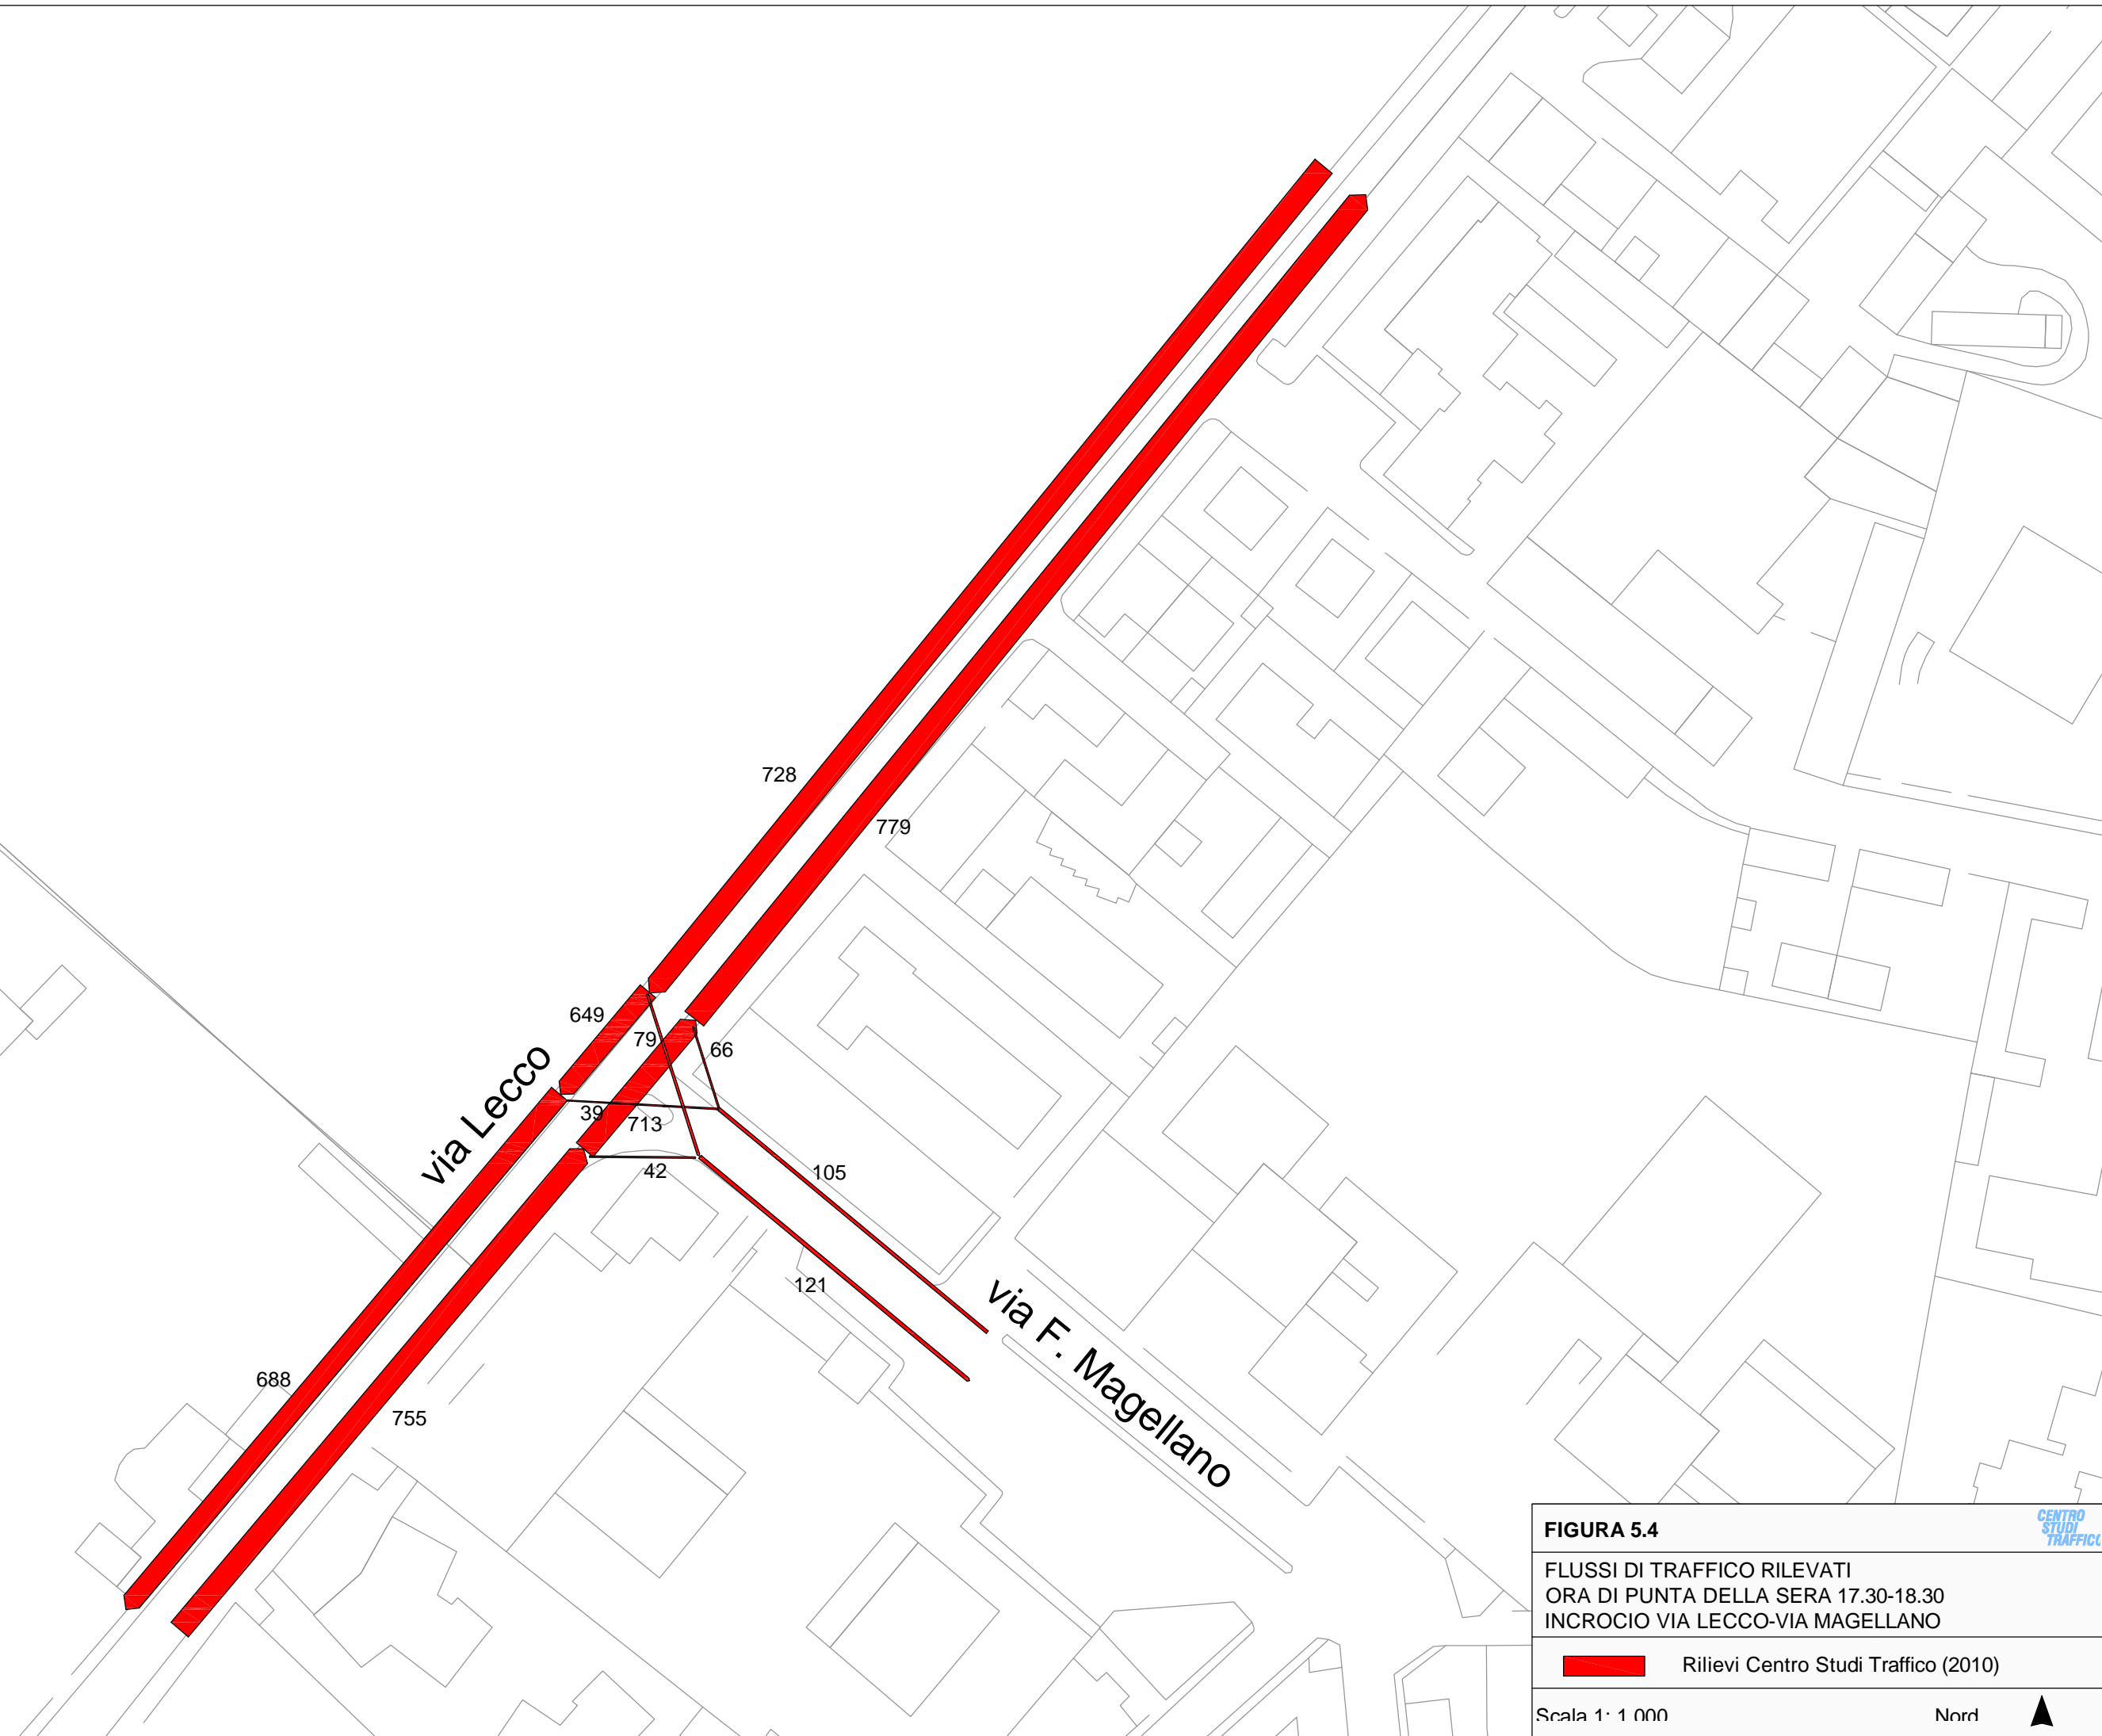 728
779
649
79
66
via Lecco
39
713
42
105
121
via F. Magellano
688
755
FIGURA 5.4
CENTRO
STUDI
TRAFFICO
FLUSSI DI TRAFFICO RILEVATI
ORA DI PUNTA DELLA SERA 17.30-18.30
INCROCIO VIA LECCO-VIA MAGELLANO
Rilievi Centro Studi Traffico (2010)
Scala 1: 1.000
Nord